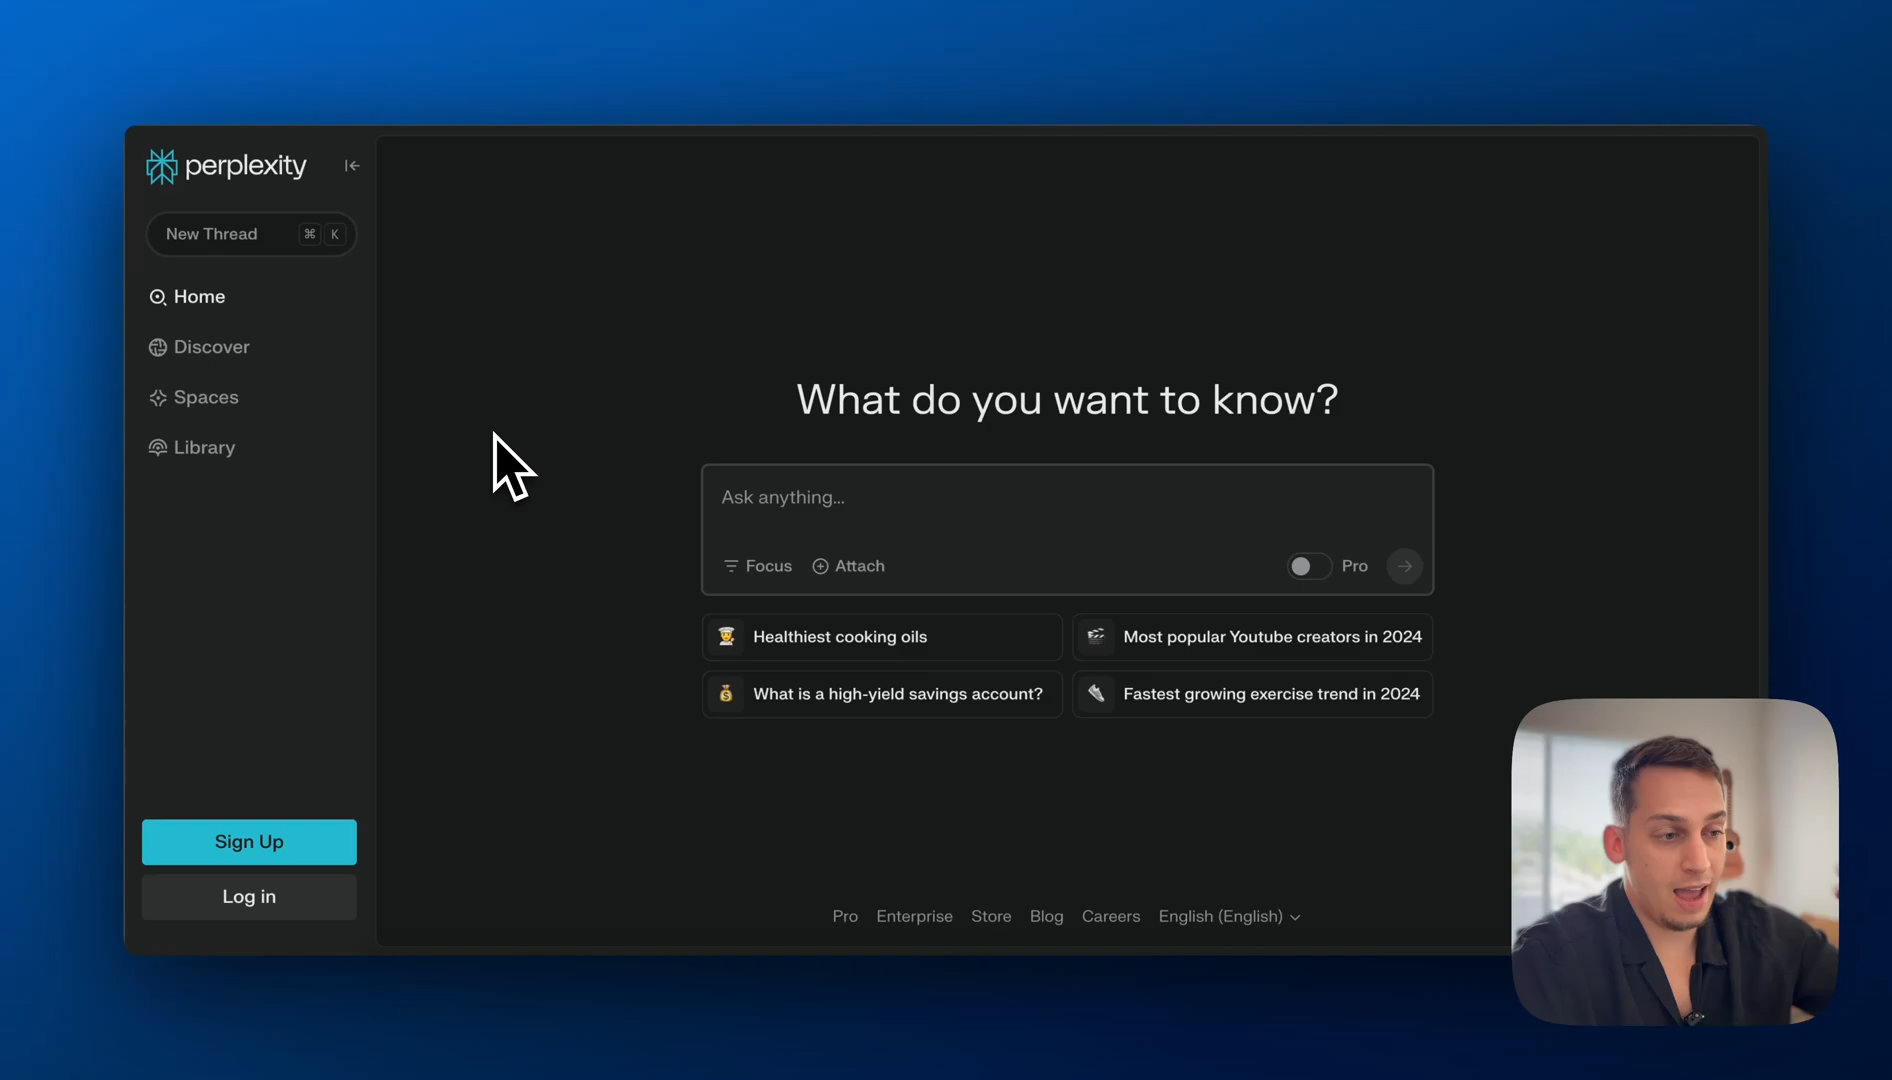 perplexity
New Thread ⌘ K
Home
Discover
Spaces
Library
Sign Up
Log in
What do you want to know?
Ask anything...
Focus Attach Pro
Healthiest cooking oils
Most popular Youtube creators in 2024
What is a high-yield savings account?
Fastest growing exercise trend in 2024
Pro Enterprise Store Blog Careers English (English)